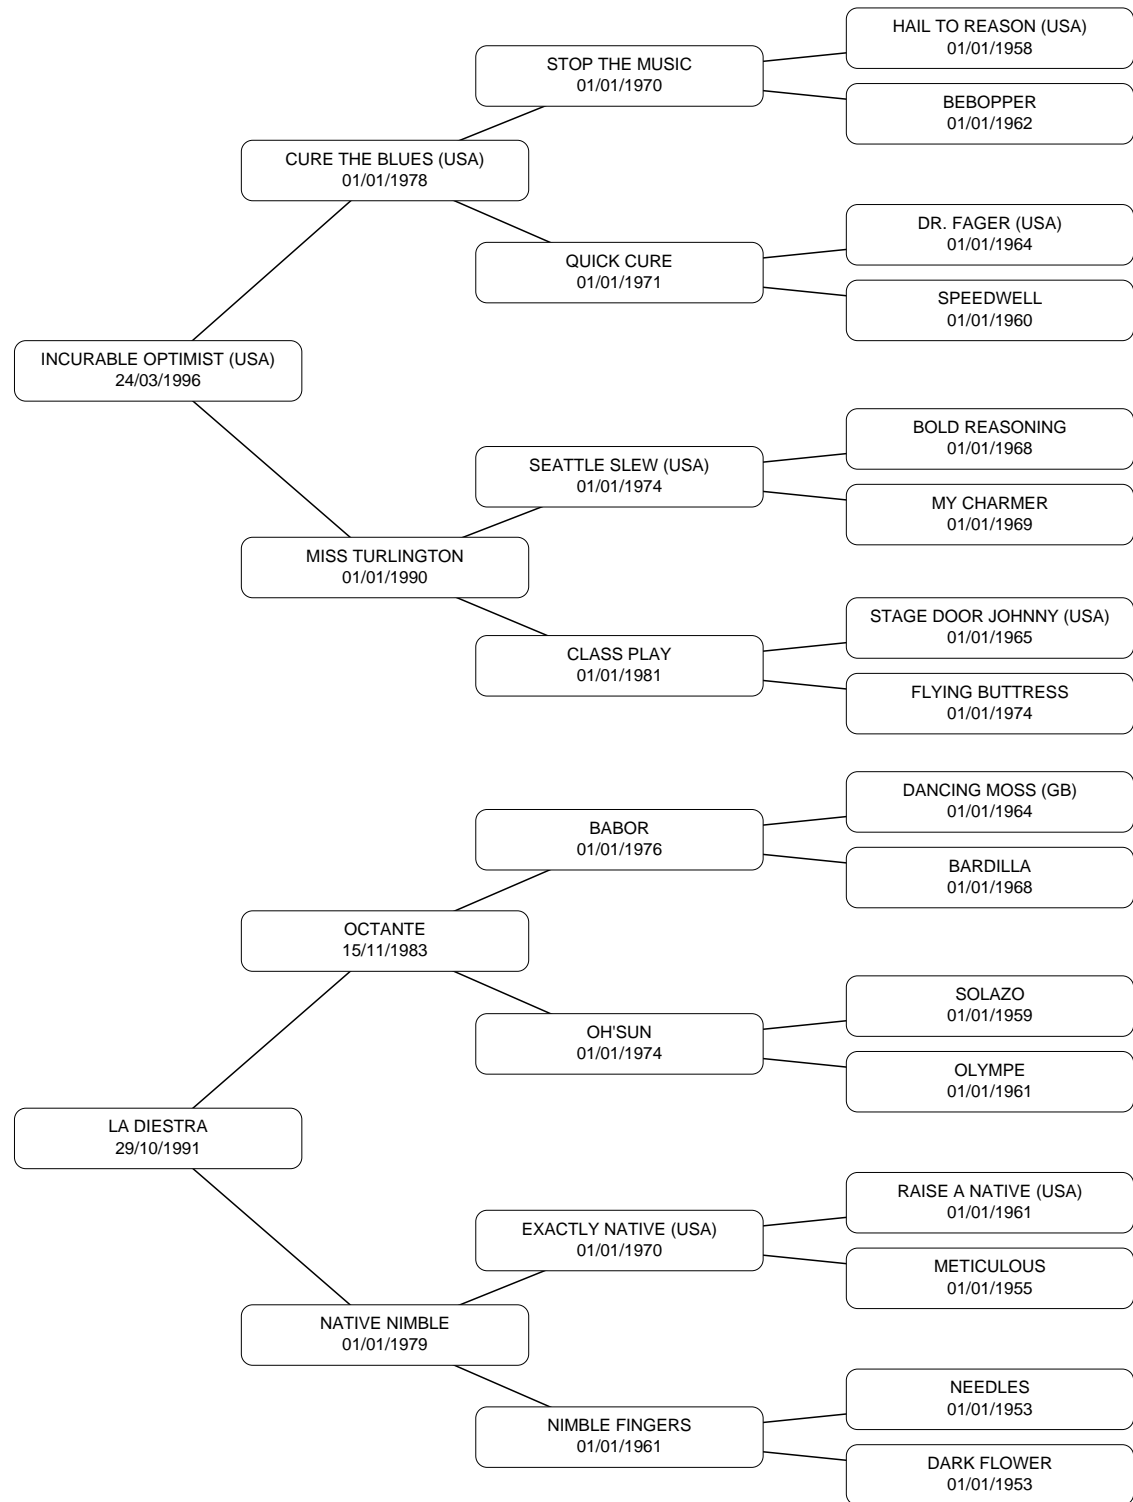 HAIL TO REASON (USA)
01/01/1958
STOP THE MUSIC
01/01/1970
BEBOPPER
01/01/1962
CURE THE BLUES (USA)
01/01/1978
DR. FAGER (USA)
01/01/1964
QUICK CURE
01/01/1971
SPEEDWELL
01/01/1960
INCURABLE OPTIMIST (USA)
24/03/1996
BOLD REASONING
01/01/1968
SEATTLE SLEW (USA)
01/01/1974
MY CHARMER
01/01/1969
MISS TURLINGTON
01/01/1990
STAGE DOOR JOHNNY (USA)
01/01/1965
CLASS PLAY
01/01/1981
FLYING BUTTRESS
01/01/1974
DANCING MOSS (GB)
01/01/1964
BABOR
01/01/1976
BARDILLA
01/01/1968
OCTANTE
15/11/1983
SOLAZO
01/01/1959
OH'SUN
01/01/1974
OLYMPE
01/01/1961
LA DIESTRA
29/10/1991
RAISE A NATIVE (USA)
01/01/1961
EXACTLY NATIVE (USA)
01/01/1970
METICULOUS
01/01/1955
NATIVE NIMBLE
01/01/1979
NEEDLES
01/01/1953
NIMBLE FINGERS
01/01/1961
DARK FLOWER
01/01/1953